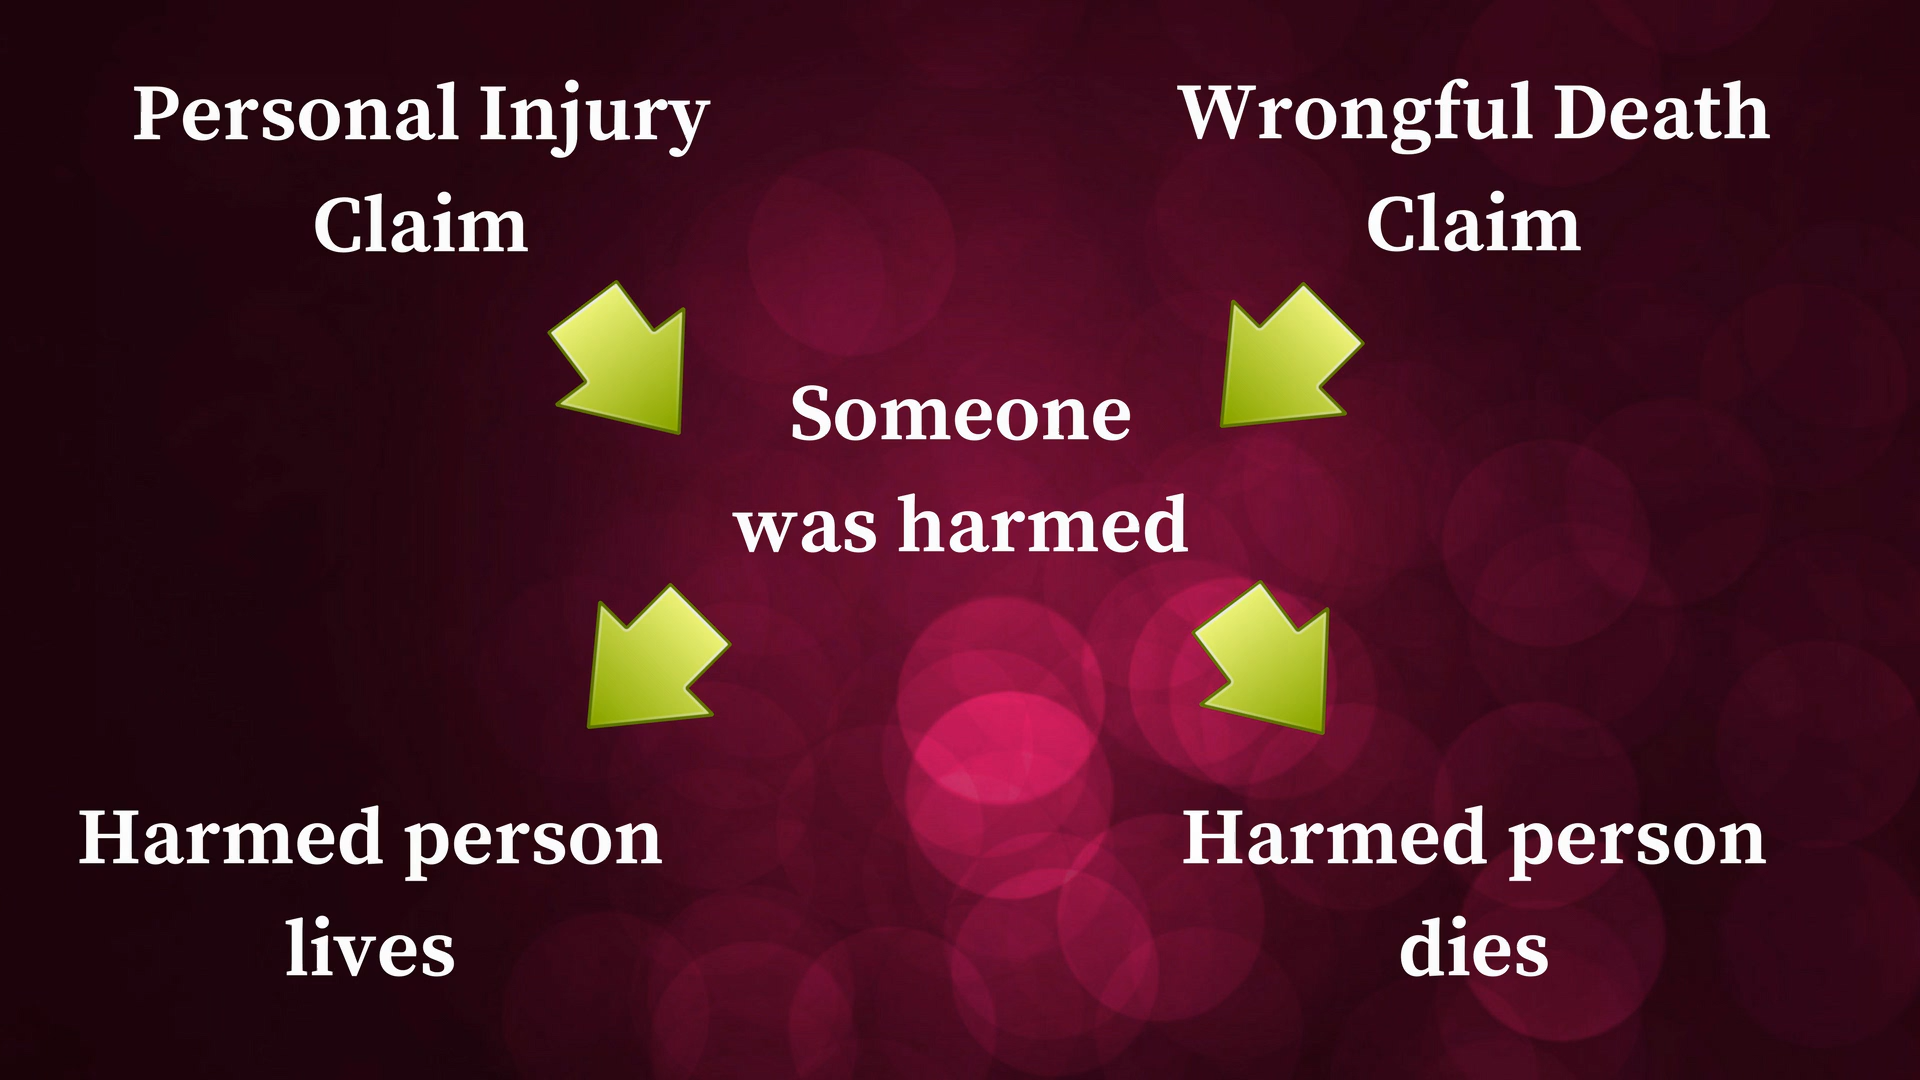 Personal Injury
Claim
Wrongful Death
Claim
Someone
was harmed
Harmed person
lives
Harmed person
dies